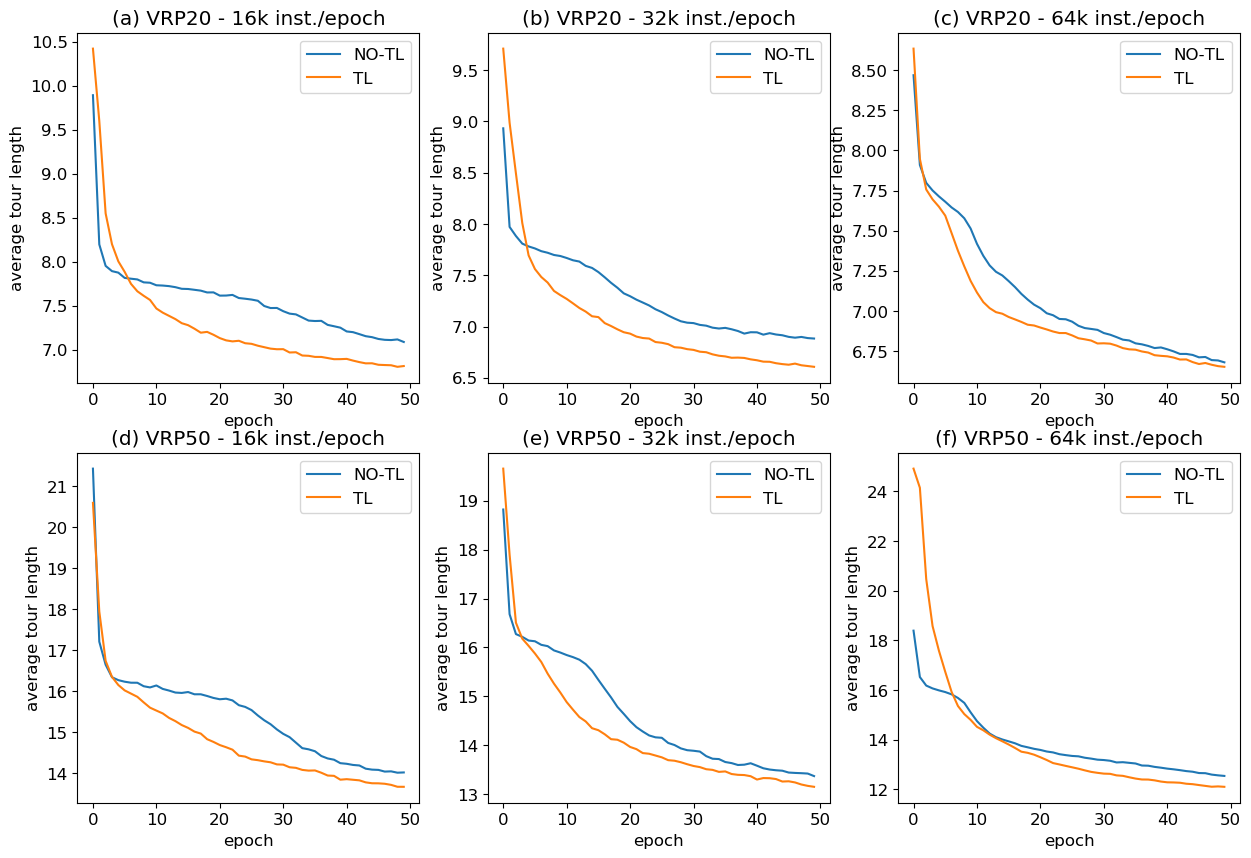 (a) VRP20 - 16k inst./epoch
average tour length
10.5
10.0
9.5
9.0
8.5
8.0
7.5
7.0
NO-TL
TL
0 10 20 30 40 50
epoch
(b) VRP20 - 32k inst./epoch
average tour length
9.5
9.0
8.5
8.0
7.5
7.0
6.5
NO-TL
TL
0 10 20 30 40 50
epoch
(c) VRP20 - 64k inst./epoch
average tour length
8.50
8.25
8.00
7.75
7.50
7.25
7.00
6.75
NO-TL
TL
0 10 20 30 40 50
epoch
(d) VRP50 - 16k inst./epoch
average tour length
21
20
19
18
17
16
15
14
NO-TL
TL
0 10 20 30 40 50
epoch
(e) VRP50 - 32k inst./epoch
average tour length
19
18
17
16
15
14
13
NO-TL
TL
0 10 20 30 40 50
epoch
(f) VRP50 - 64k inst./epoch
average tour length
24
22
20
18
16
14
12
NO-TL
TL
0 10 20 30 40 50
epoch